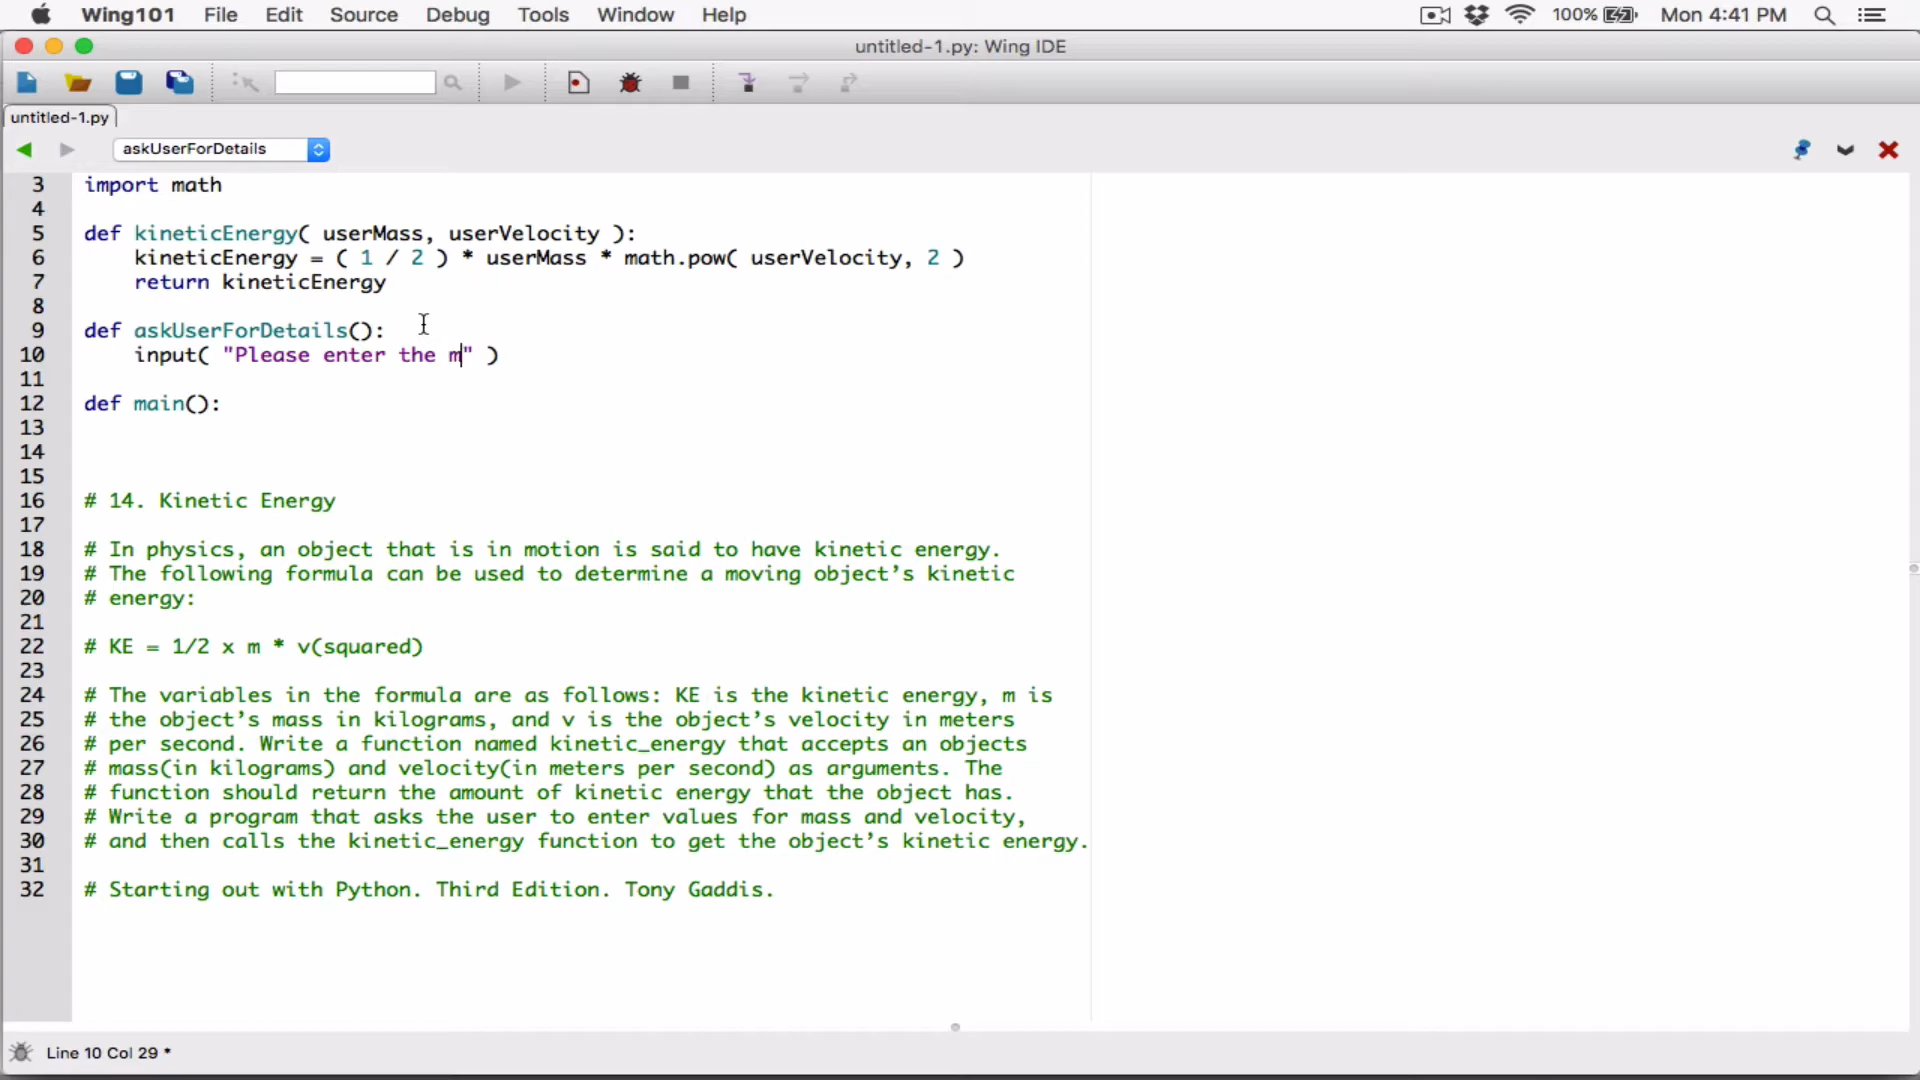 Wing101 File Edit Source Debug Tools Window Help 100% Mon 4:41 PM
untitled-1.py: Wing IDE
untitled-1.py
askUserForDetails
3 import math
4
5 def kineticEnergy( userMass, userVelocity ):
6 kineticEnergy = ( 1 / 2 ) * userMass * math.pow( userVelocity, 2 )
7 return kineticEnergy
8
9 def askUserForDetails():
10 input( "Please enter the m" )
11
12 def main():
13
14
15
16 # 14. Kinetic Energy
17
18 # In physics, an object that is in motion is said to have kinetic energy.
19 # The following formula can be used to determine a moving object’s kinetic
20 # energy:
21
22 # KE = 1/2 x m * v(squared)
23
24 # The variables in the formula are as follows: KE is the kinetic energy, m is
25 # the object’s mass in kilograms, and v is the object’s velocity in meters
26 # per second. Write a function named kinetic_energy that accepts an objects
27 # mass(in kilograms) and velocity(in meters per second) as arguments. The
28 # function should return the amount of kinetic energy that the object has.
29 # Write a program that asks the user to enter values for mass and velocity,
30 # and then calls the kinetic_energy function to get the object’s kinetic energy.
31
32 # Starting out with Python. Third Edition. Tony Gaddis.
Line 10 Col 29 *